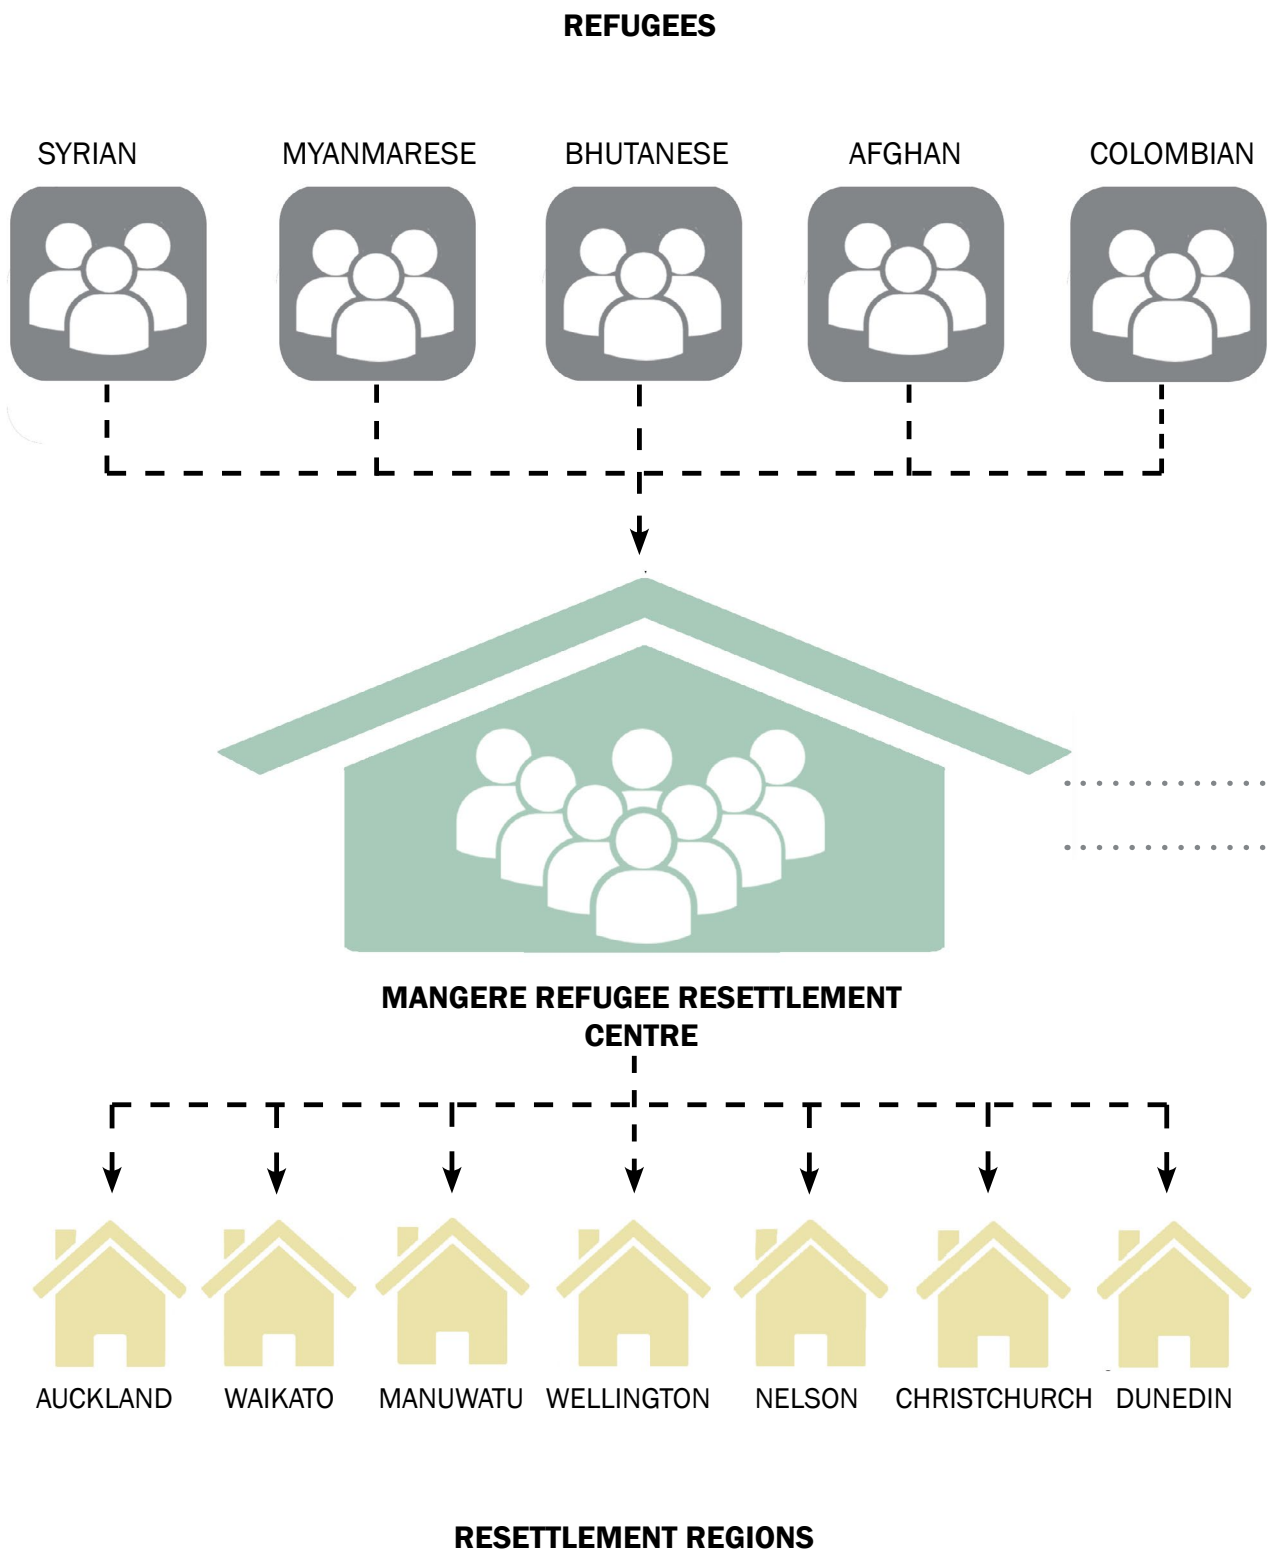 REFUGEES
SYRIAN
MYANMARESE
BHUTANESE
AFGHAN
COLOMBIAN
MANGERE REFUGEE RESETTLEMENT
CENTRE
AUCKLAND
WAIKATO
MANUWATU
WELLINGTON
NELSON
CHRISTCHURCH
DUNEDIN
RESETTLEMENT REGIONS